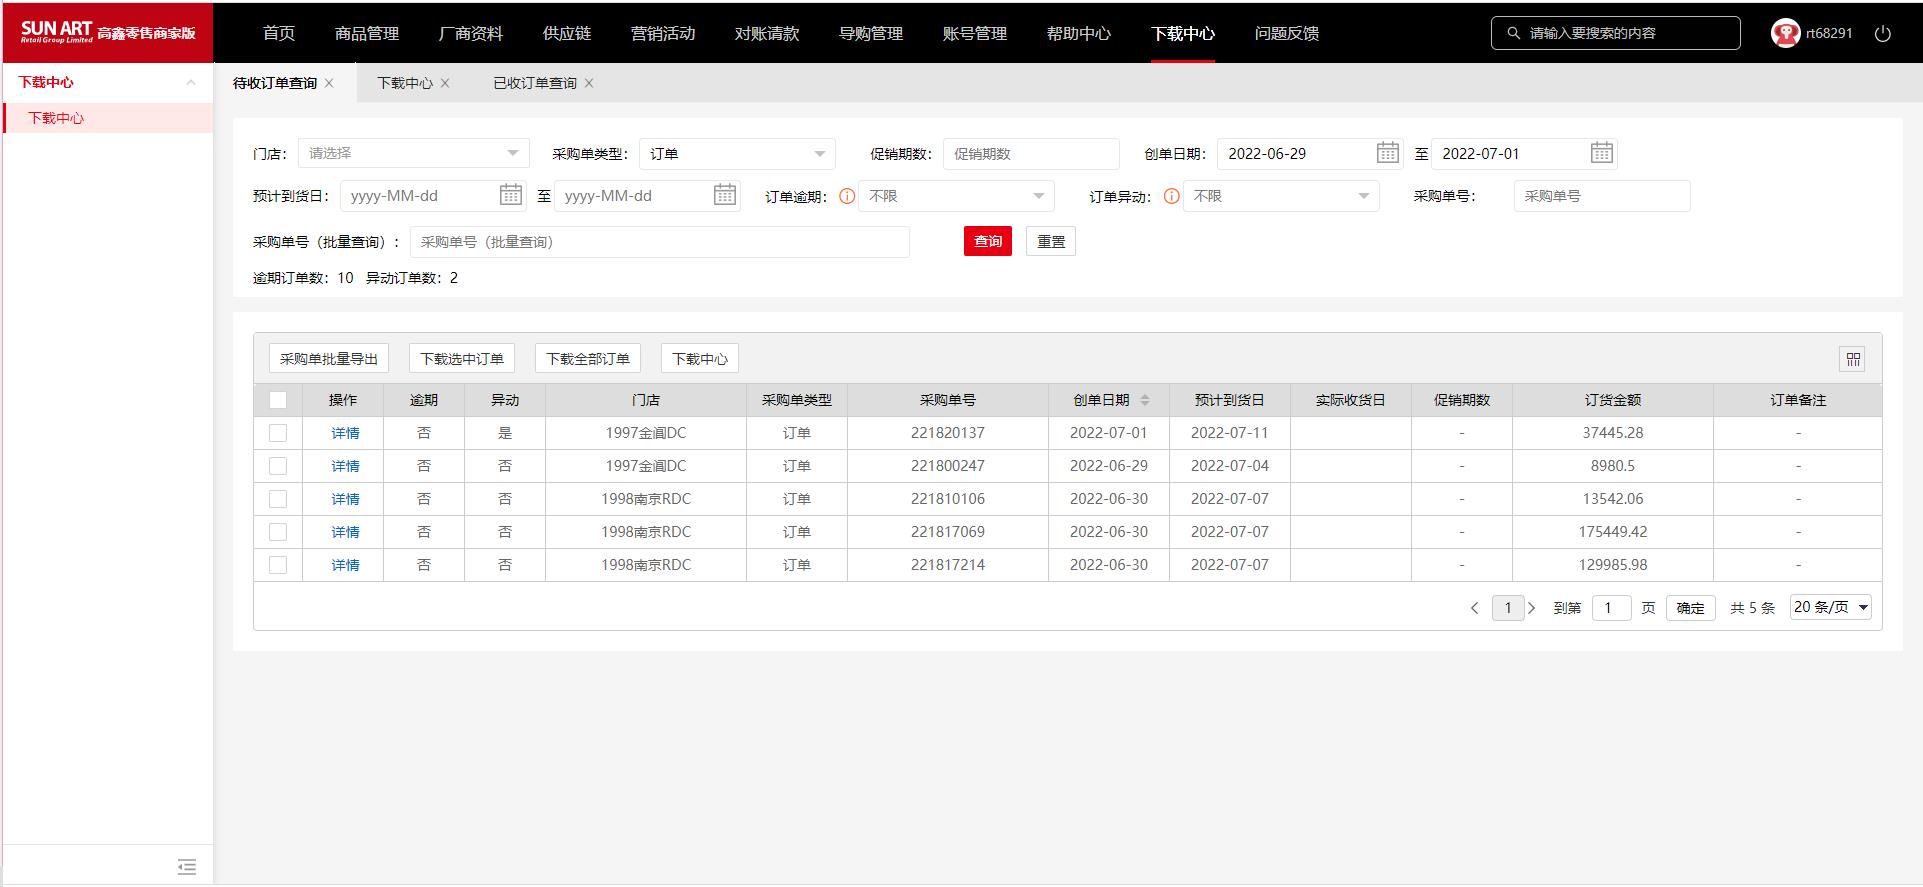 SUN ART 高鑫零售商家版
Retail Group Limited
首页 商品管理 厂商资料 供应链 营销活动 对账请款 导购管理 账号管理 帮助中心 下载中心 问题反馈 请输入要搜索的内容 rt68291
下载中心
下载中心
待收订单查询 下载中心 已收订单查询
门店： 请选择 采购单类型： 订单 促销期数： 促销期数 创单日期： 2022-06-29 至 2022-07-01
预计到货日： yyyy-MM-dd 至 yyyy-MM-dd 订单逾期： 不限 订单异动： 不限 采购单号： 采购单号
采购单号（批量查询）： 采购单号（批量查询） 查询 重置
逾期订单数：10 异动订单数：2
采购单批量导出 下载选中订单 下载全部订单 下载中心
操作 逾期 异动 门店 采购单类型 采购单号 创单日期 预计到货日 实际收货日 促销期数 订货金额 订单备注
详情 否 是 1997金阊DC 订单 221820137 2022-07-01 2022-07-11 - 37445.28 -
详情 否 否 1997金阊DC 订单 221800247 2022-06-29 2022-07-04 - 8980.5 -
详情 否 否 1998南京RDC 订单 221810106 2022-06-30 2022-07-07 - 13542.06 -
详情 否 否 1998南京RDC 订单 221817069 2022-06-30 2022-07-07 - 175449.42 -
详情 否 否 1998南京RDC 订单 221817214 2022-06-30 2022-07-07 - 129985.98 -
1 到第 1 页 确定 共 5 条 20 条/页